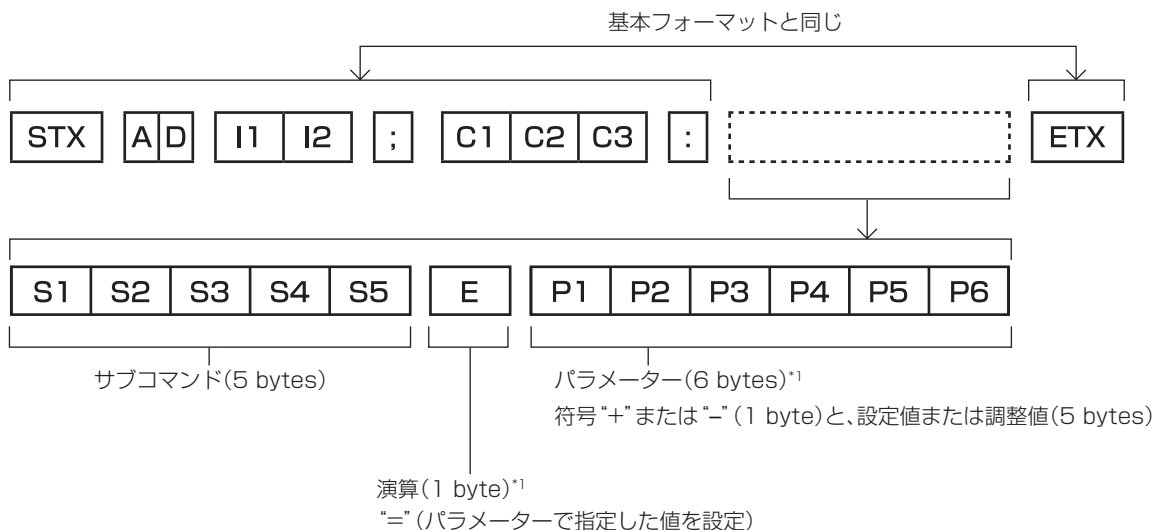 基本フォーマットと同じ
STX A D I1 I2 ; C1 C2 C3 : ETX
S1 S2 S3 S4 S5 E P1 P2 P3 P4 P5 P6
サブコマンド(5 bytes)
パラメーター(6 bytes)*1
符号“+”または“−”(1 byte)と、設定値または調整値(5 bytes)
演算(1 byte)*1
“=”(パラメーターで指定した値を設定)